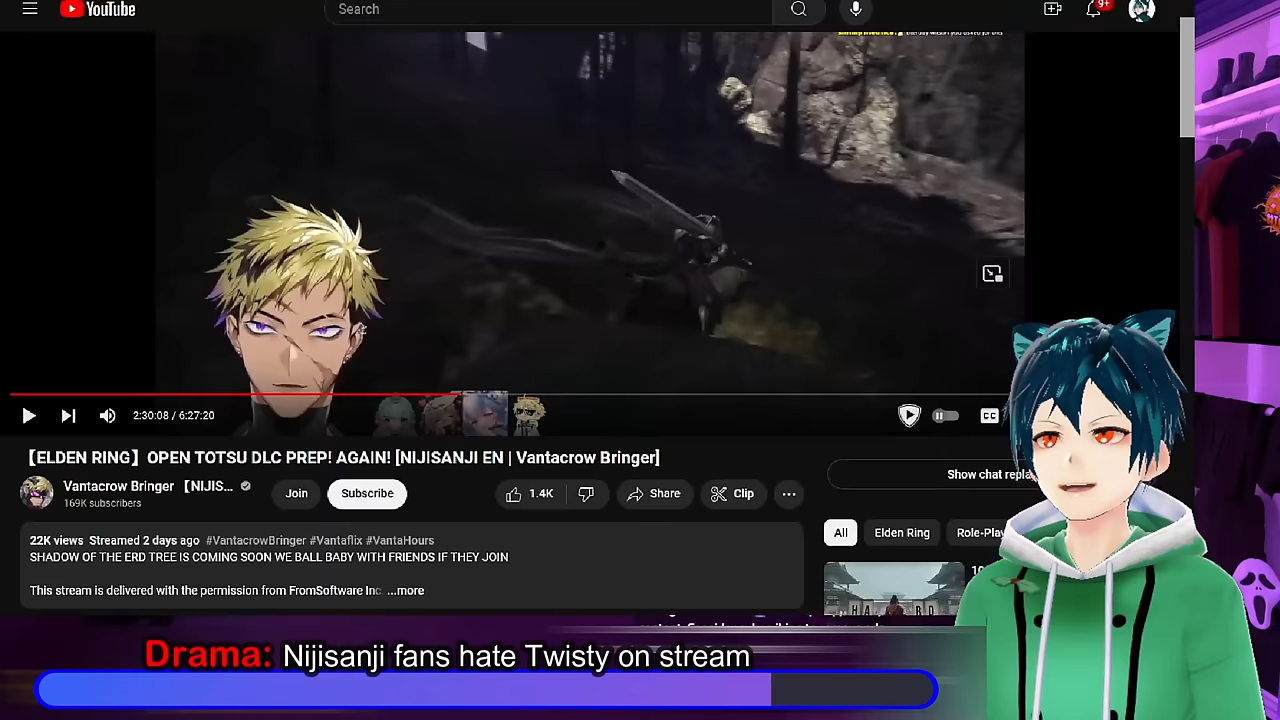 YouTube
Search
9+
2:30:08 / 6:27:20
CC
【ELDEN RING】OPEN TOTSU DLC PREP! AGAIN! [NIJISANJI EN | Vantacrow Bringer]
Vantacrow Bringer 【NIJIS...
169K subscribers
Join
Subscribe
1.4K
Share
Clip
Show chat repla
22K views Streamed 2 days ago #VantacrowBringer #Vantaflix #VantaHours
SHADOW OF THE ERD TREE IS COMING SOON WE BALL BABY WITH FRIENDS IF THEY JOIN
This stream is delivered with the permission from FromSoftware Inc ...more
All
Elden Ring
Role-Play
Drama: Nijisanji fans hate Twisty on stream